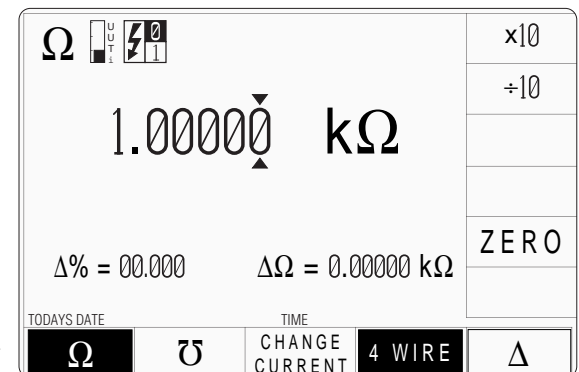 Ω UUTi 0 1
x10
÷10
1.00000 kΩ
ZERO
Δ% = 00.000 ΔΩ = 0.00000 kΩ
TODAYS DATE TIME
Ω ℧ CHANGE CURRENT 4 WIRE Δ